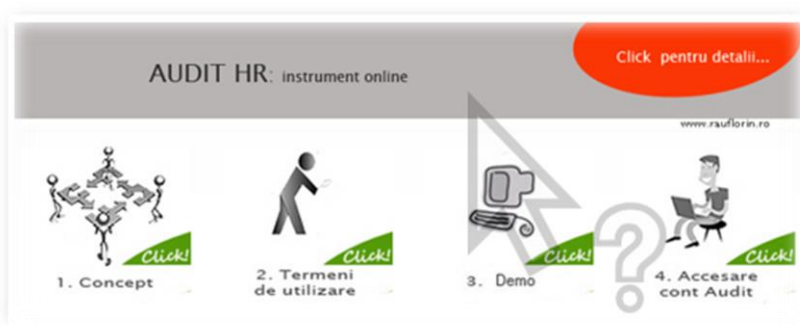 AUDIT HR: instrument online
Click pentru detalii...
www.rauflorin.ro
Click!
1. Concept
Click!
2. Termeni
de utilizare
Click!
3. Demo
Click!
4. Accesare
cont Audit
?